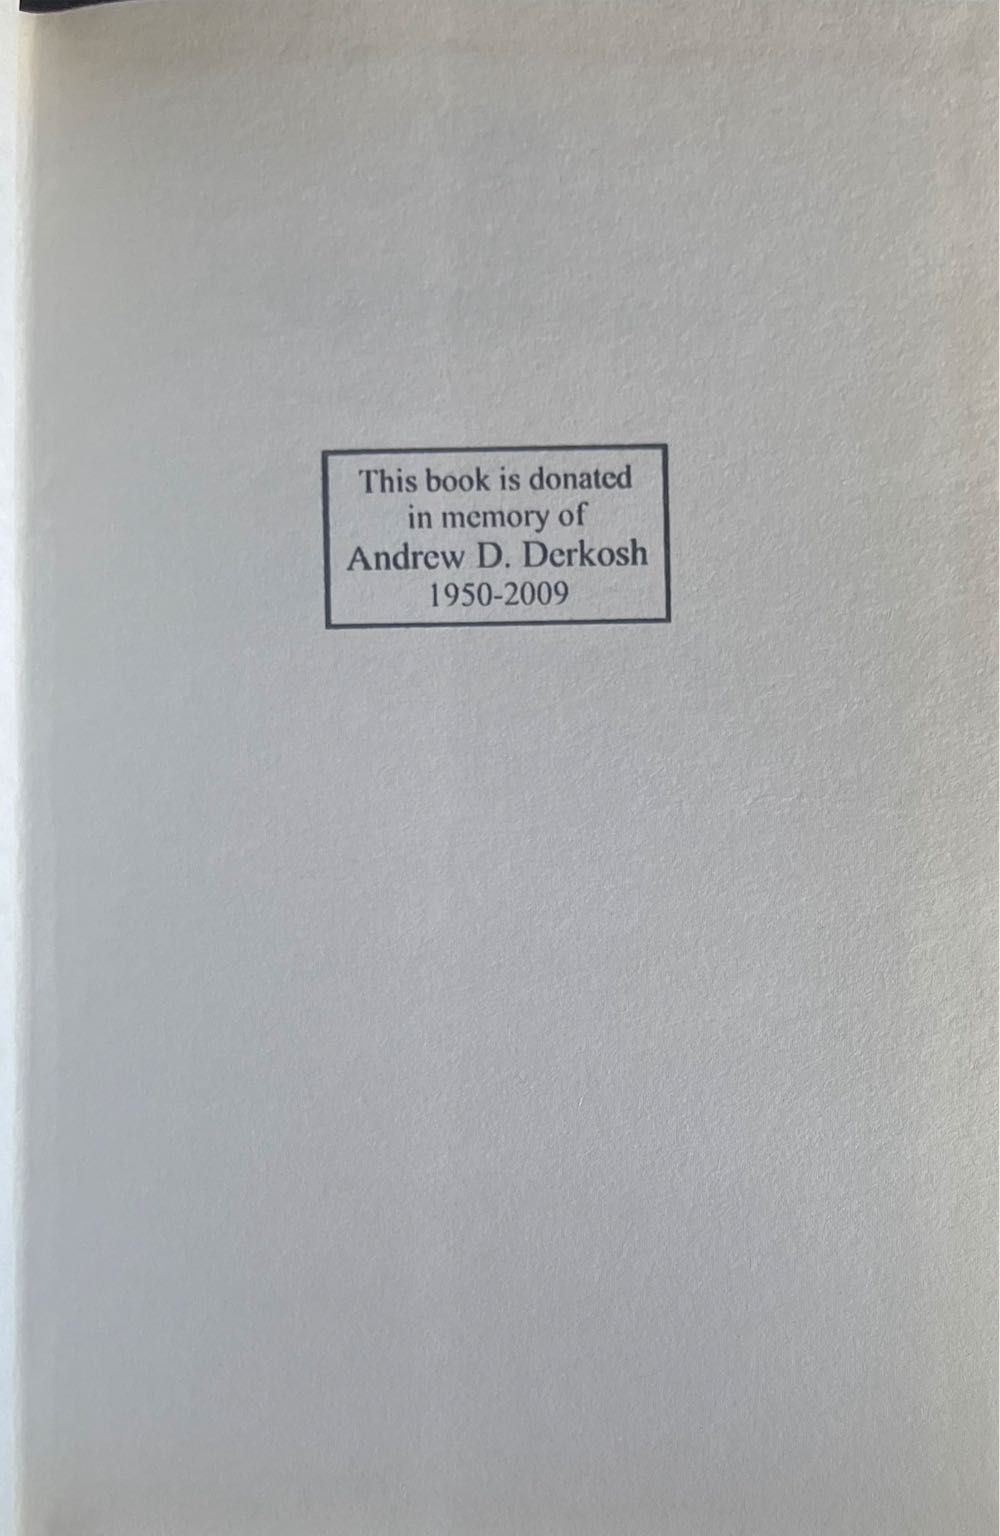 This book is donated
in memory of
Andrew D. Derkosh
1950-2009